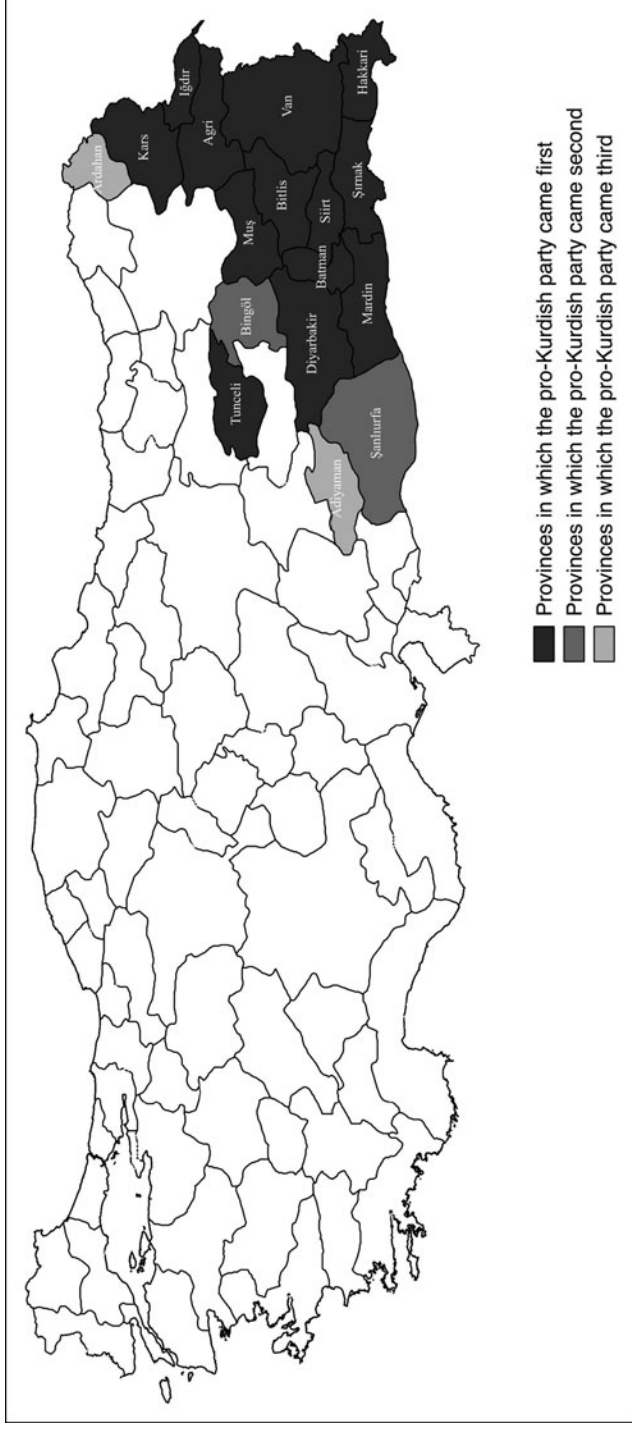 Ardahan
Kars
Iğdır
Agri
Muş
Bitlis
Van
Bingöl
Tunceli
Diyarbakir
Batman
Siirt
Şırnak
Hakkari
Mardin
Adiyaman
Şanlıurfa
Provinces in which the pro-Kurdish party came first
Provinces in which the pro-Kurdish party came second
Provinces in which the pro-Kurdish party came third